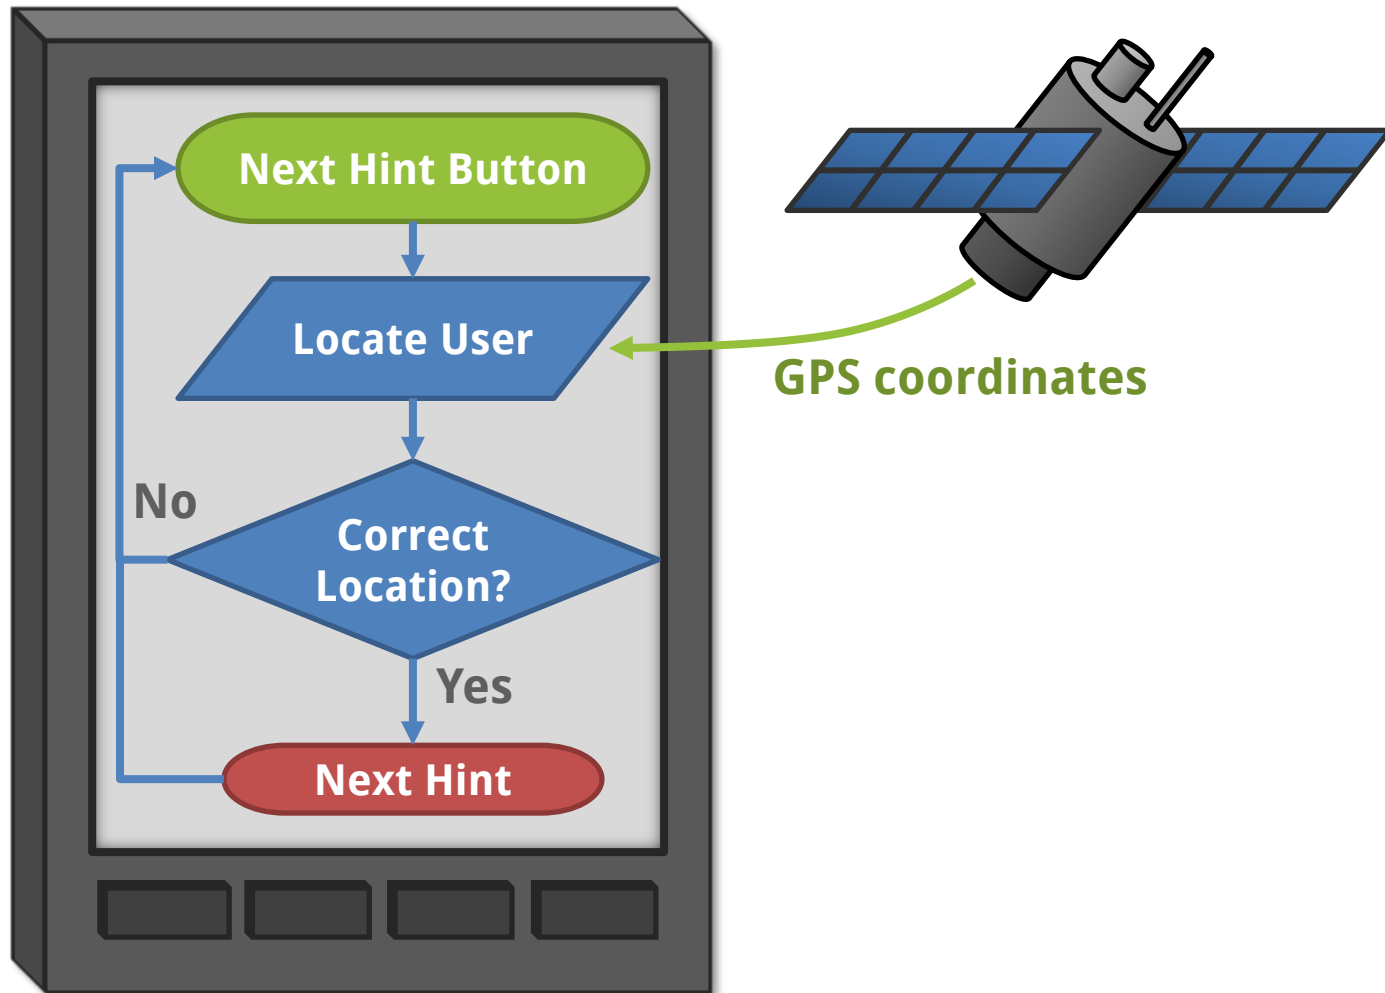 Next Hint Button
Locate User
GPS coordinates
No
Correct
Location?
Yes
Next Hint